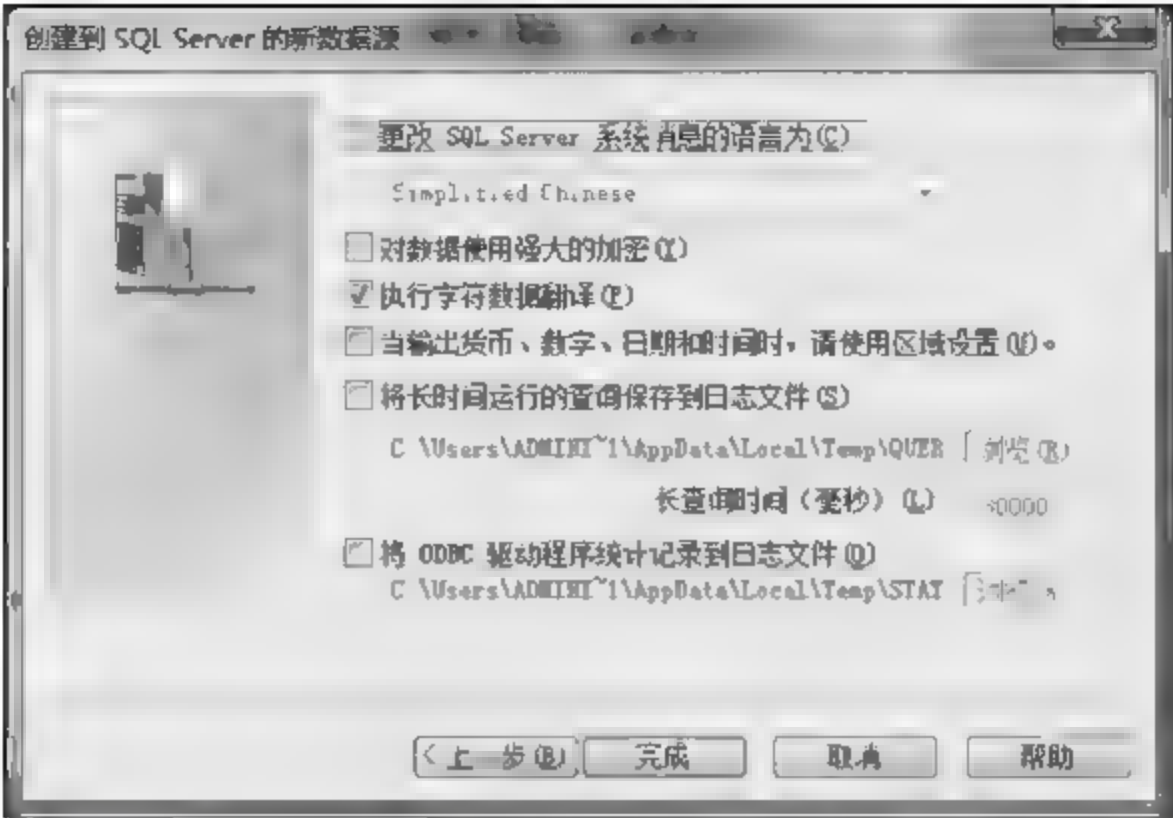 创建到 SQL Server 的新数据源
更改 SQL Server 系统消息的语言为(C)
Simplified Chinese
对数据使用强大的加密(Y)
执行字符数据翻译(P)
当输出货币、数字、日期和时间时，请使用区域设置(U)。
将长时间运行的查询保存到日志文件(S)
C \Users\ADMINI~1\AppData\Local\Temp\QUER 浏览(R)
长查询时间（毫秒）(L) 30000
将 ODBC 驱动程序统计记录到日志文件(D)
C \Users\ADMINI~1\AppData\Local\Temp\STAT
<上一步(B) 完成 取消 帮助